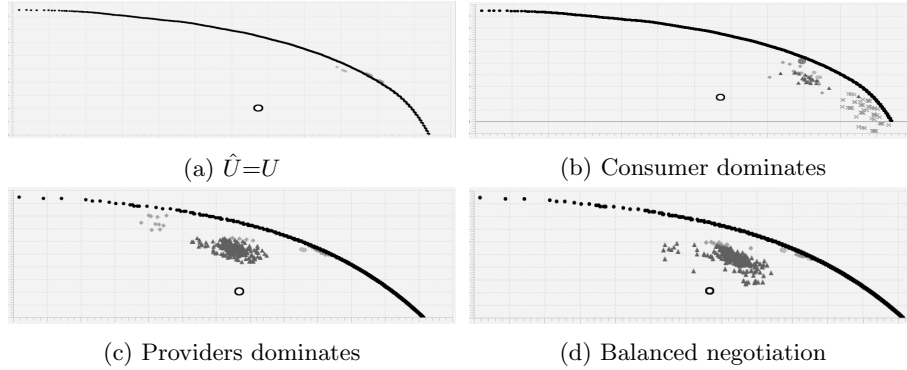 (a) Û=U
(b) Consumer dominates
(c) Providers dominates
(d) Balanced negotiation